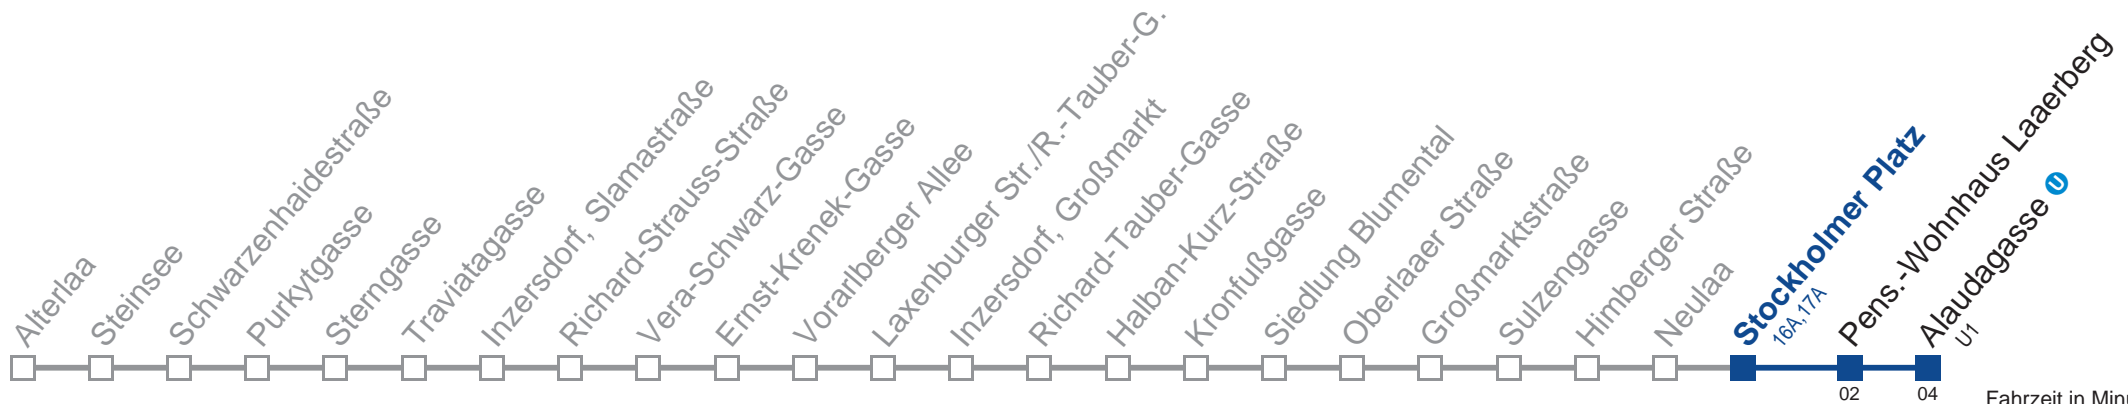 Alterlaa
Steinsee
Schwarzenhaidestraße
Purkytgasse
Sterngasse
Traviatagasse
Inzersdorf, Slamastraße
Richard-Strauss-Straße
Vera-Schwarz-Gasse
Ernst-Krenek-Gasse
Vorarlberger Allee
Laxenburger Str./R.-Tauber-G.
Inzersdorf, Großmarkt
Richard-Tauber-Gasse
Halban-Kurz-Straße
Kronfußgasse
Siedlung Blumental
Oberlaaer Straße
Großmarktstraße
Sulzengasse
Himberger Straße
Neulaa
Stockholmer Platz
16A, 17A
Pens.-Wohnhaus Laaerberg
Alaudagasse U
U1
02
04
Fahrzeit in